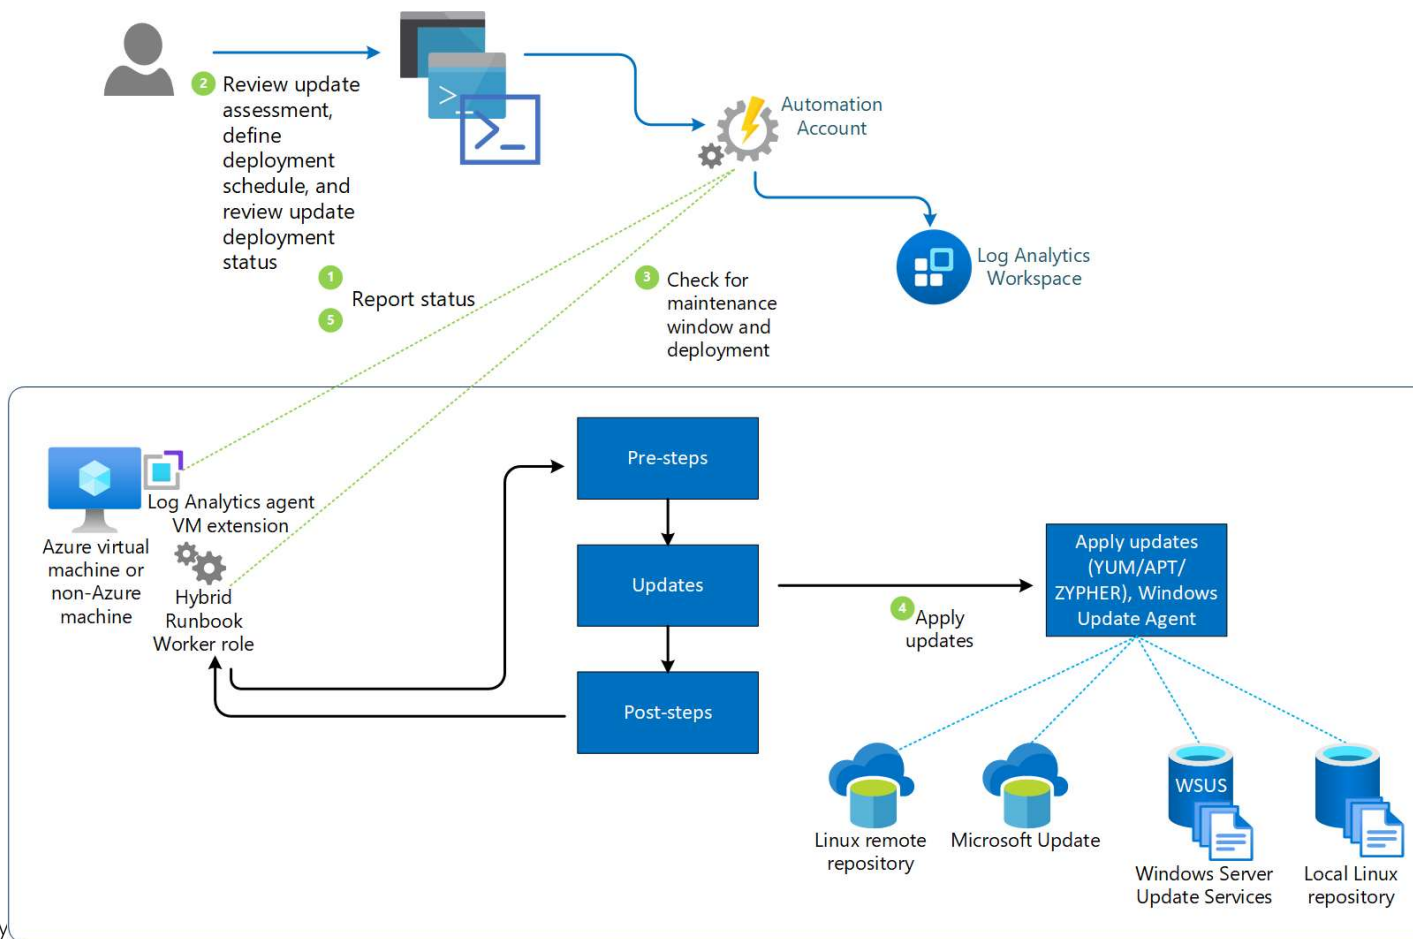 2
Review update
assessment,
define
deployment
schedule, and
review update
deployment
status
Automation
Account
Log Analytics
Workspace
1
5
Report status
3
Check for
maintenance
window and
deployment
Log Analytics agent
VM extension
Azure virtual
machine or
non-Azure
machine
Hybrid
Runbook
Worker role
Pre-steps
Updates
Post-steps
4
Apply
updates
Apply updates
(YUM/APT/
ZYPHER), Windows
Update Agent
Linux remote
repository
Microsoft Update
WSUS
Windows Server
Update Services
Local Linux
repository
y